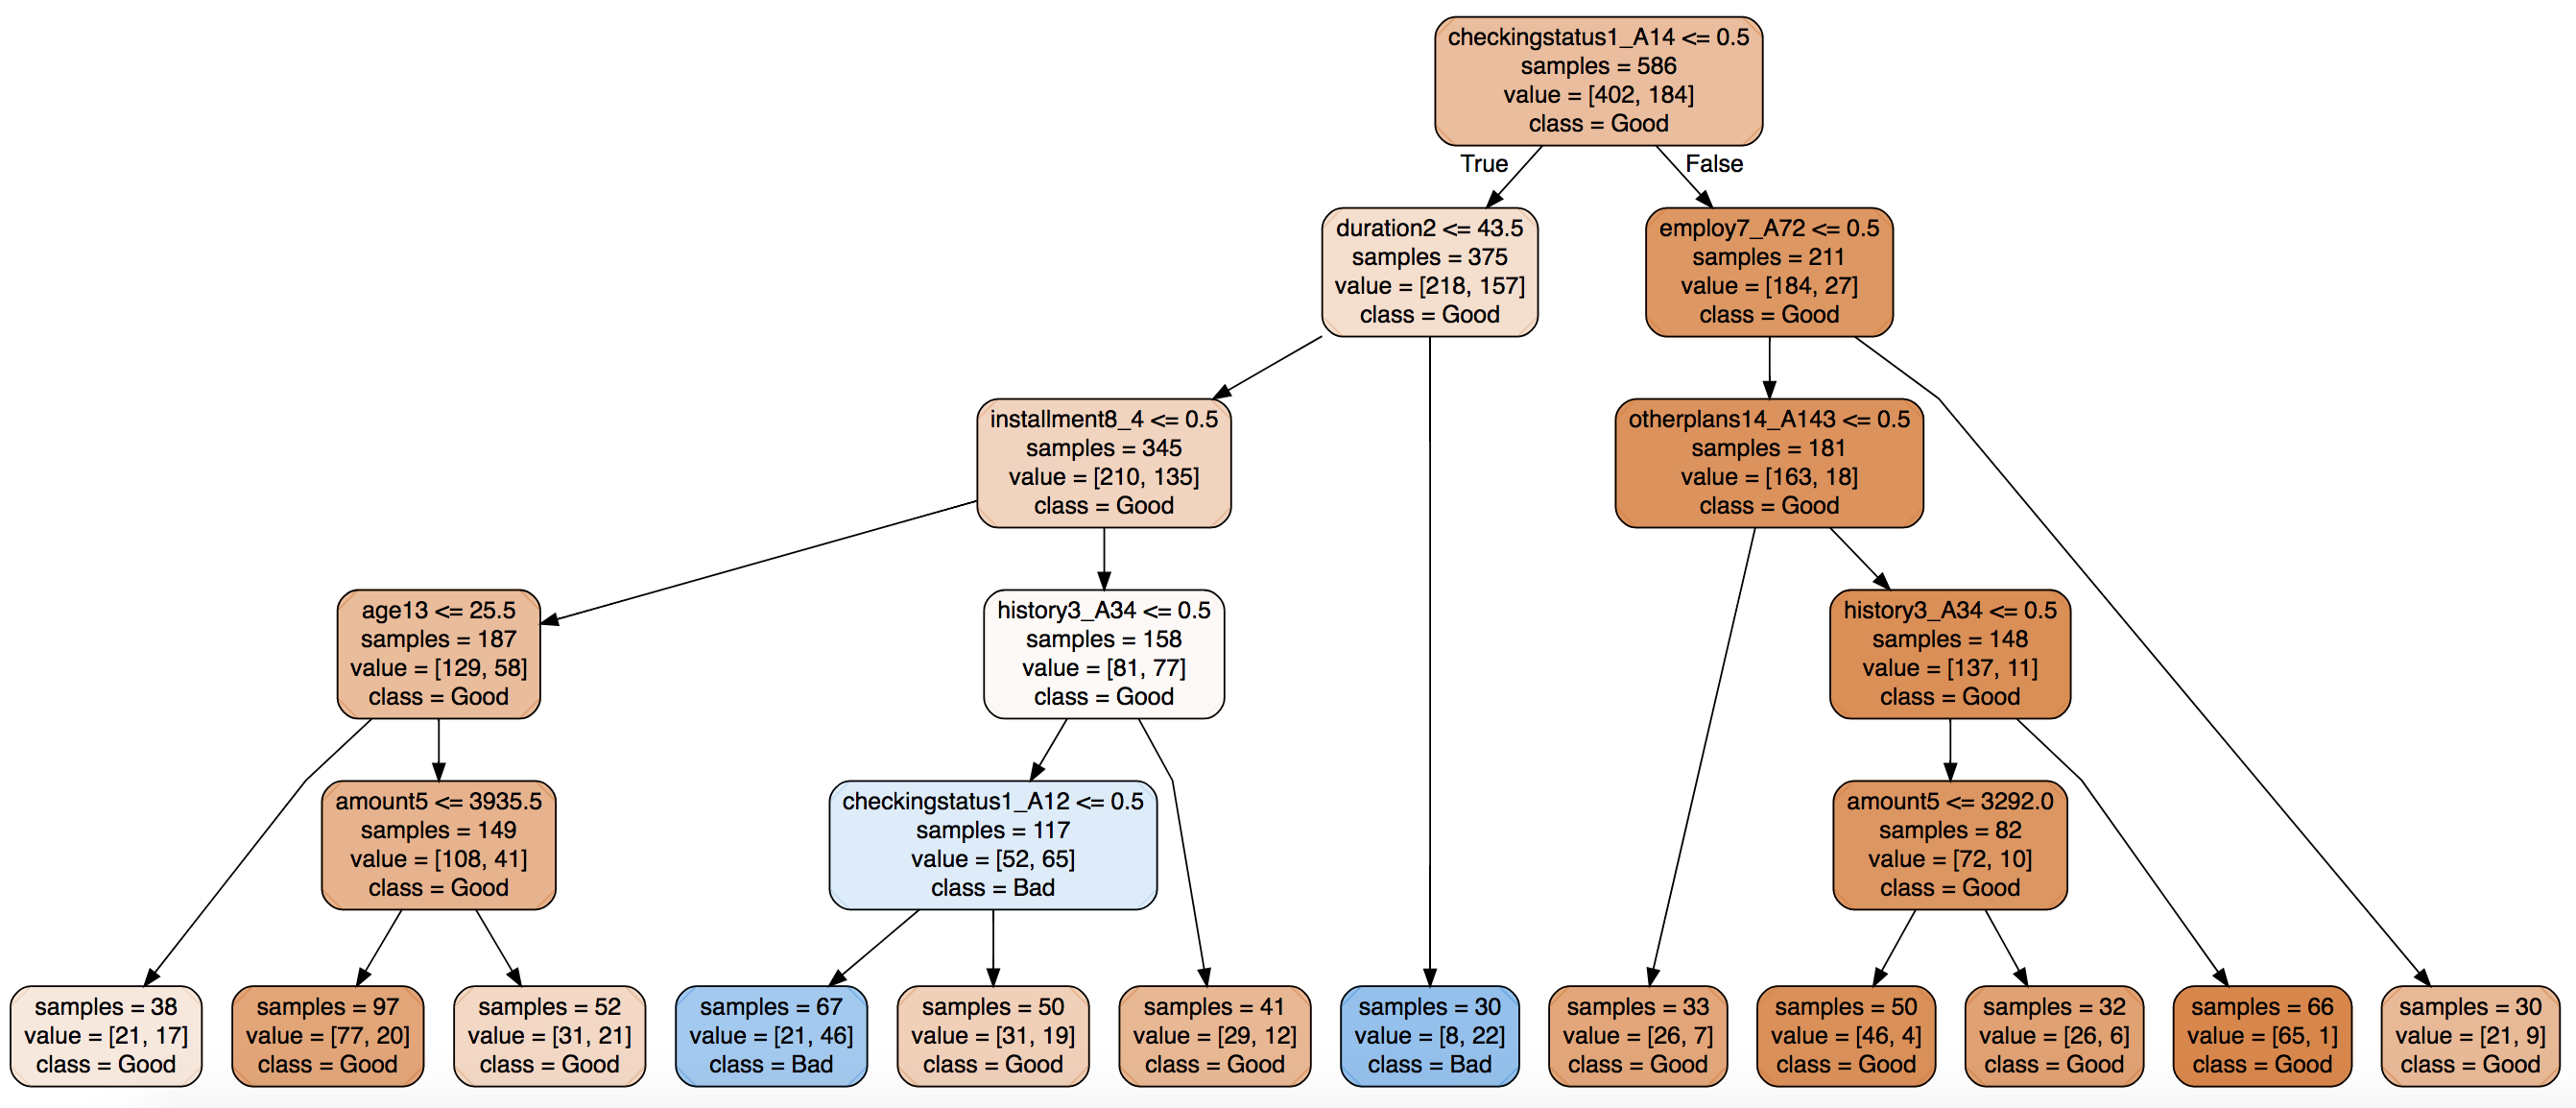 checkingstatus1_A14 <= 0.5
samples = 586
value = [402, 184]
class = Good
True
False
duration2 <= 43.5
samples = 375
value = [218, 157]
class = Good
employ7_A72 <= 0.5
samples = 211
value = [184, 27]
class = Good
installment8_4 <= 0.5
samples = 345
value = [210, 135]
class = Good
otherplans14_A143 <= 0.5
samples = 181
value = [163, 18]
class = Good
age13 <= 25.5
samples = 187
value = [129, 58]
class = Good
history3_A34 <= 0.5
samples = 158
value = [81, 77]
class = Good
history3_A34 <= 0.5
samples = 148
value = [137, 11]
class = Good
amount5 <= 3935.5
samples = 149
value = [108, 41]
class = Good
checkingstatus1_A12 <= 0.5
samples = 117
value = [52, 65]
class = Bad
amount5 <= 3292.0
samples = 82
value = [72, 10]
class = Good
samples = 38
value = [21, 17]
class = Good
samples = 97
value = [77, 20]
class = Good
samples = 52
value = [31, 21]
class = Good
samples = 67
value = [21, 46]
class = Bad
samples = 50
value = [31, 19]
class = Good
samples = 41
value = [29, 12]
class = Good
samples = 30
value = [8, 22]
class = Bad
samples = 33
value = [26, 7]
class = Good
samples = 50
value = [46, 4]
class = Good
samples = 32
value = [26, 6]
class = Good
samples = 66
value = [65, 1]
class = Good
samples = 30
value = [21, 9]
class = Good